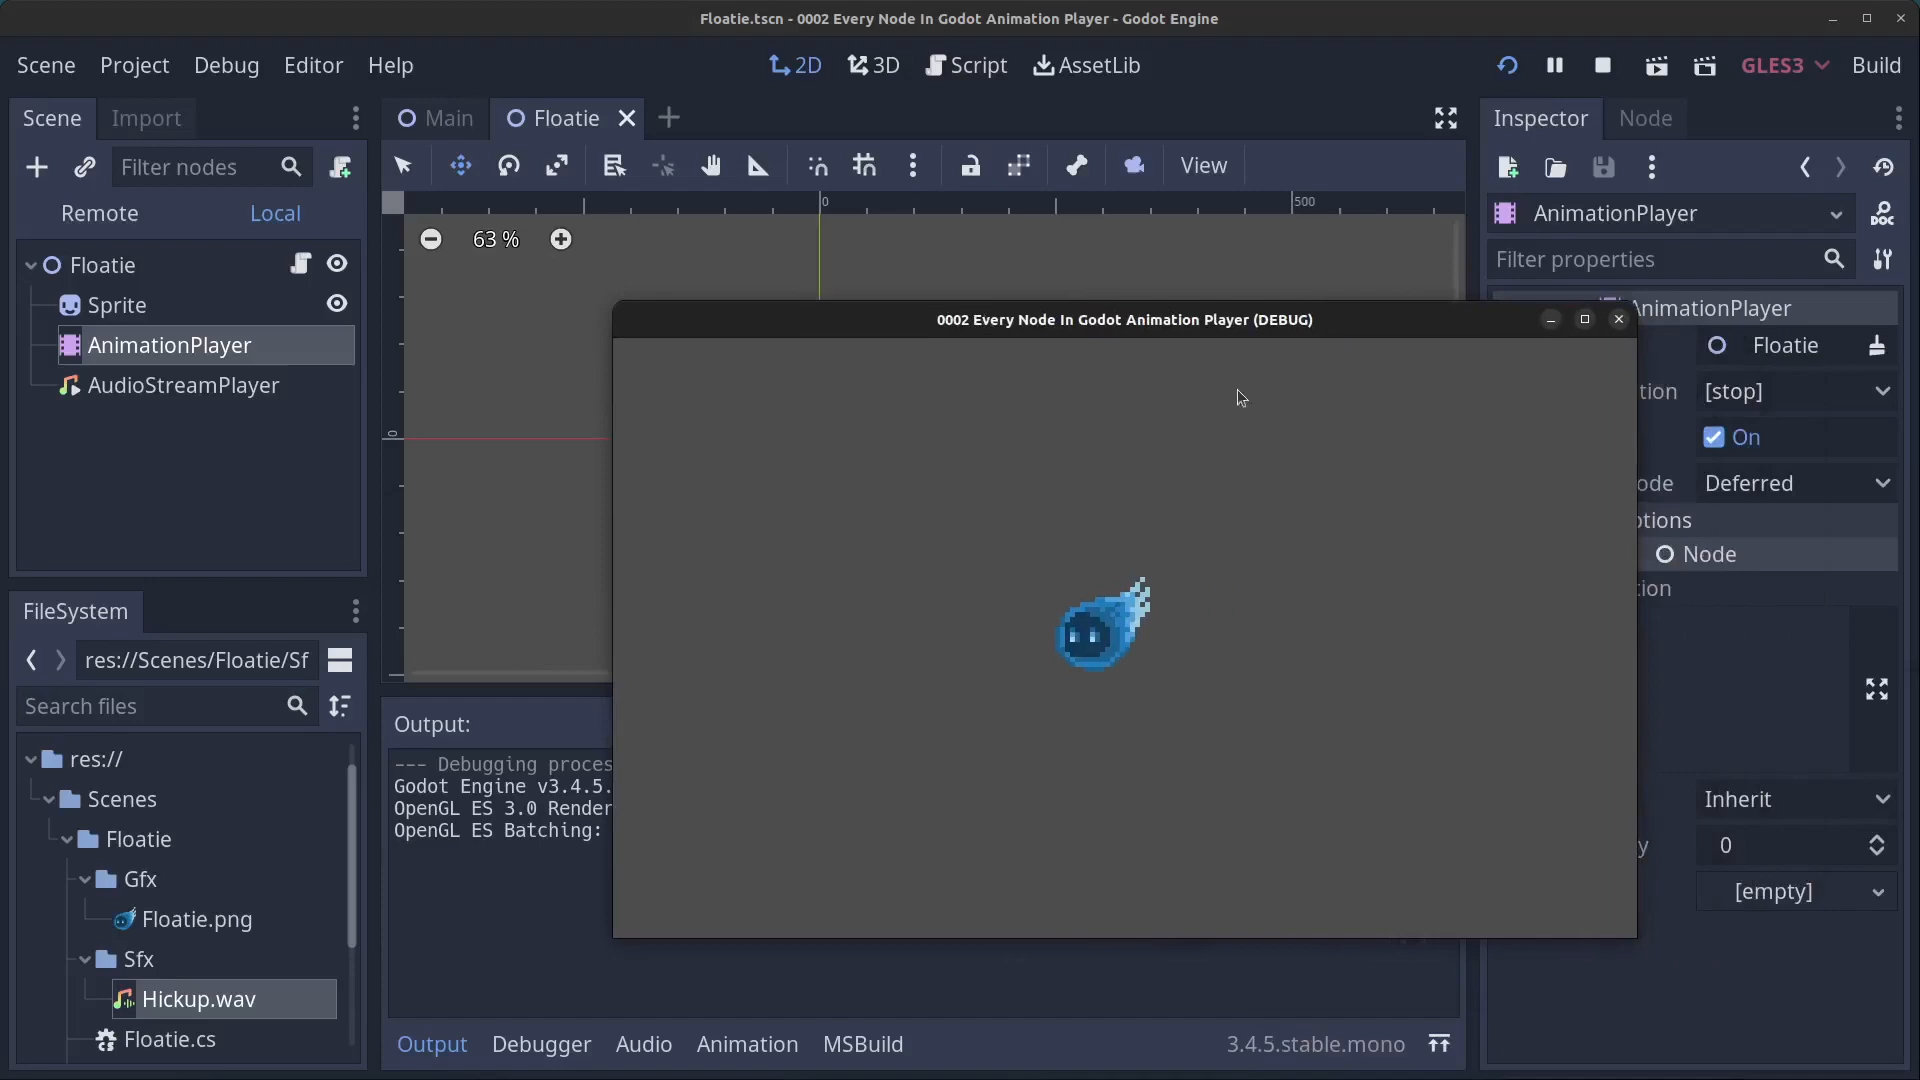 Floatie.tscn - 0002 Every Node In Godot Animation Player - Godot Engine
Scene Project Debug Editor Help
2D 3D Script AssetLib
GLES3 Build
Scene Import
Filter nodes
Remote Local
Floatie
Sprite
AnimationPlayer
AudioStreamPlayer
FileSystem
res://Scenes/Floatie/Sf
Search files
res://
Scenes
Floatie
Gfx
Floatie.png
Sfx
Hickup.wav
Floatie.cs
Main Floatie
View
0 500
63 %
0
0002 Every Node In Godot Animation Player (DEBUG)
Output:
--- Debugging proces
Godot Engine v3.4.5.
OpenGL ES 3.0 Render
OpenGL ES Batching:
Output Debugger Audio Animation MSBuild 3.4.5.stable.mono
Inspector Node
AnimationPlayer
DOC
Filter properties
AnimationPlayer
Floatie
tion [stop]
On
ode Deferred
otions
Node
tion
Inherit
y 0
[empty]